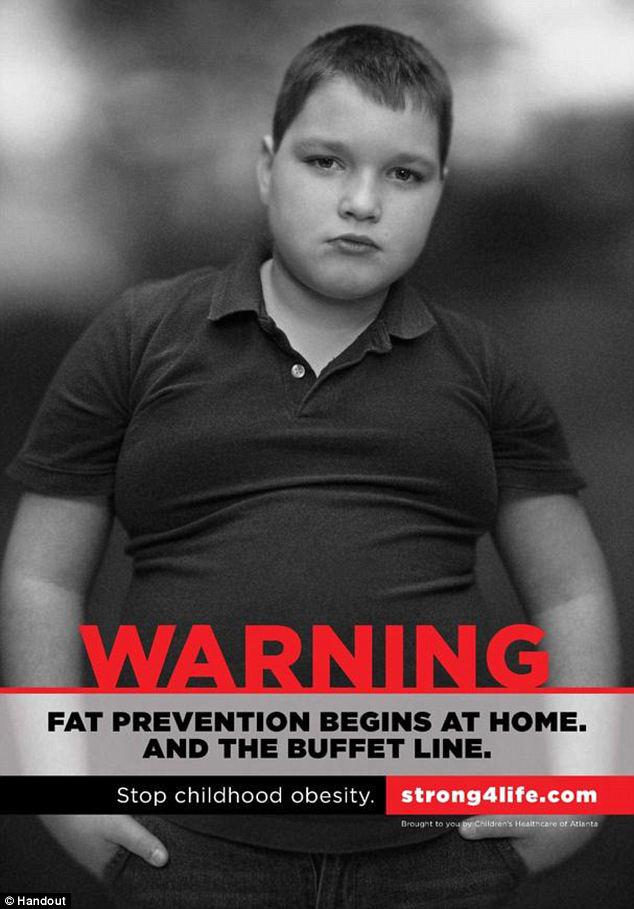 WARNING
FAT PREVENTION BEGINS AT HOME.
AND THE BUFFET LINE.
Stop childhood obesity. strong4life.com
Brought to you by Children's Healthcare of Atlanta
© Handout